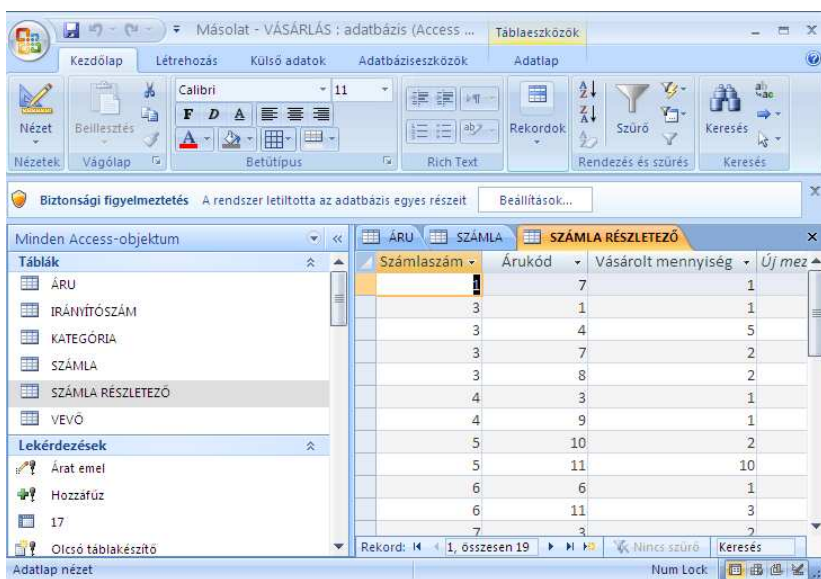 Másolat - VÁSÁRLÁS : adatbázis (Access ...
Táblaeszközök
Kezdőlap Létrehozás Külső adatok Adatbáziseszközök Adatlap
Nézet
Beillesztés
Calibri 11
F D A
Rekordok
Szűrő
Keresés
Nézetek Vágólap Betűtípus Rich Text Rendezés és szűrés Keresés
Biztonsági figyelmeztetés A rendszer letiltotta az adatbázis egyes részeit Beállítások...
Minden Access-objektum
Táblák
ÁRU
IRÁNYÍTÓSZÁM
KATEGÓRIA
SZÁMLA
SZÁMLA RÉSZLETEZŐ
VEVŐ
Lekérdezések
Árat emel
Hozzáfűz
17
Olcsó táblakészítő
ÁRU SZÁMLA SZÁMLA RÉSZLETEZŐ
Számlaszám Árukód Vásárolt mennyiség Új mez
1 7 1
3 1 1
3 4 5
3 7 2
3 8 2
4 3 1
4 9 1
5 10 2
5 11 10
6 6 1
6 11 3
7 3 2
Rekord: 1, összesen 19 Nincs szűrő Keresés
Adatlap nézet Num Lock